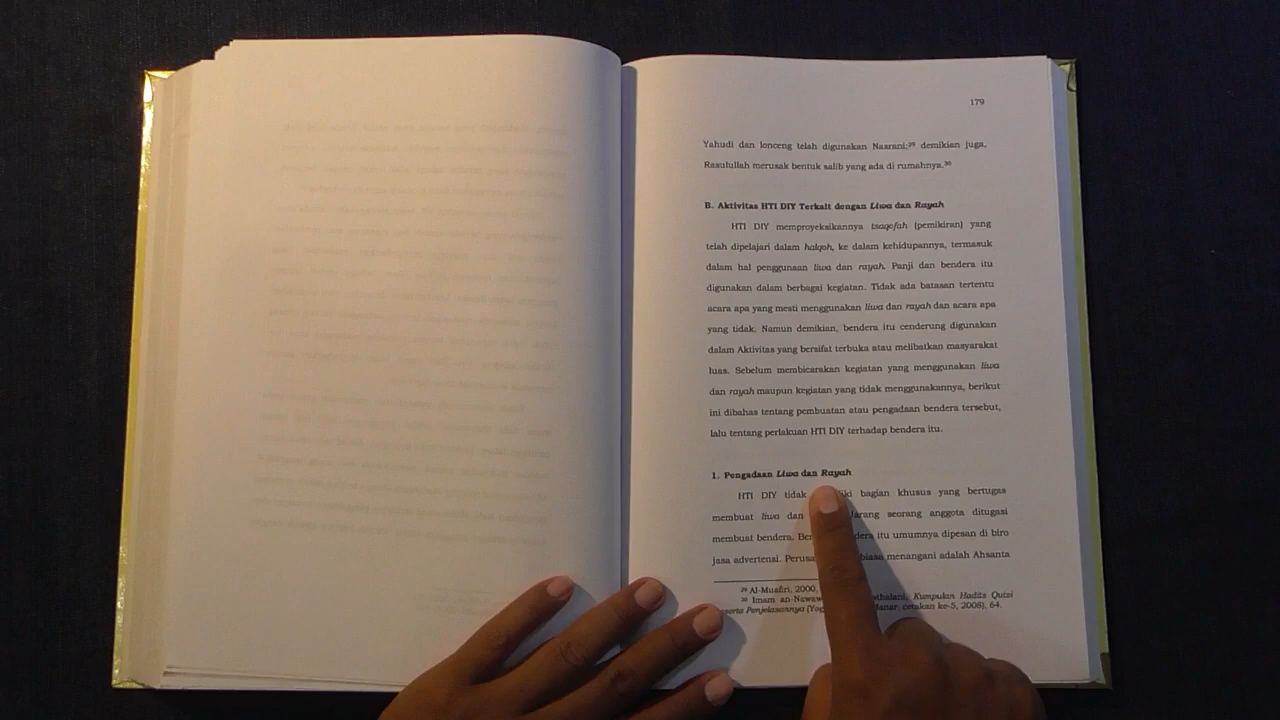 179
Yahudi dan lonceng telah digunakan Nasrani;²⁹ demikian juga,
Rasulullah merusak bentuk salib yang ada di rumahnya.³⁰
B. Aktivitas HTI DIY Terkait dengan Liwa dan Rayah
HTI DIY memproyeksikannya tsaqofah (pemikiran) yang
telah dipelajari dalam halqoh, ke dalam kehidupannya, termasuk
dalam hal penggunaan liwa dan rayah. Panji dan bendera itu
digunakan dalam berbagai kegiatan. Tidak ada batasan tertentu
acara apa yang mesti menggunakan liwa dan rayah dan acara apa
yang tidak. Namun demikian, bendera itu cenderung digunakan
dalam Aktivitas yang bersifat terbuka atau melibatkan masyarakat
luas. Sebelum membicarakan kegiatan yang menggunakan liwa
dan rayah maupun kegiatan yang tidak menggunakannya, berikut
ini dibahas tentang pembuatan atau pengadaan bendera tersebut,
lalu tentang perlakuan HTI DIY terhadap bendera itu.
1. Pengadaan Liwa dan Rayah
HTI DIY tidak bagian khusus yang bertugas
membuat liwa dan seorang anggota ditugasi
membuat bendera. itu umumnya dipesan di biro
jasa advertensi. biasa menangani adalah Ahsanta
²⁹ Al-Muafiri, 2000,
³⁰ Imam Kumpulan Hadits Qutsi
Penjelasannya cetakan ke-5, 2008), 64.